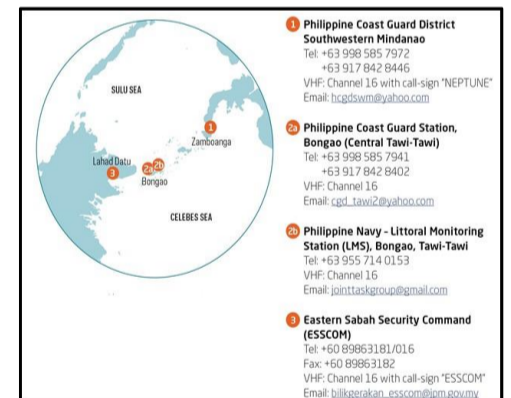 SULU SEA
1
Zamboanga
Lahad Datu
3
2a
2b
Bongao
CELEBES SEA
1 Philippine Coast Guard District
Southwestern Mindanao
Tel: +63 998 585 7972
+63 917 842 8446
VHF: Channel 16 with call-sign "NEPTUNE"
Email: hcgdswm@yahoo.com
2a Philippine Coast Guard Station,
Bongao (Central Tawi-Tawi)
Tel: +63 998 585 7941
+63 917 842 8402
VHF: Channel 16
Email: cgd_tawi2@yahoo.com
2b Philippine Navy - Littoral Monitoring
Station (LMS), Bongao, Tawi-Tawi
Tel: +63 955 714 0153
VHF: Channel 16
Email: jointtaskgroup@gmail.com
3 Eastern Sabah Security Command
(ESSCOM)
Tel: +60 89863181/016
Fax: +60 89863182
VHF: Channel 16 with call-sign "ESSCOM"
Email: bilikgerakan_esscom@jpm.gov.my